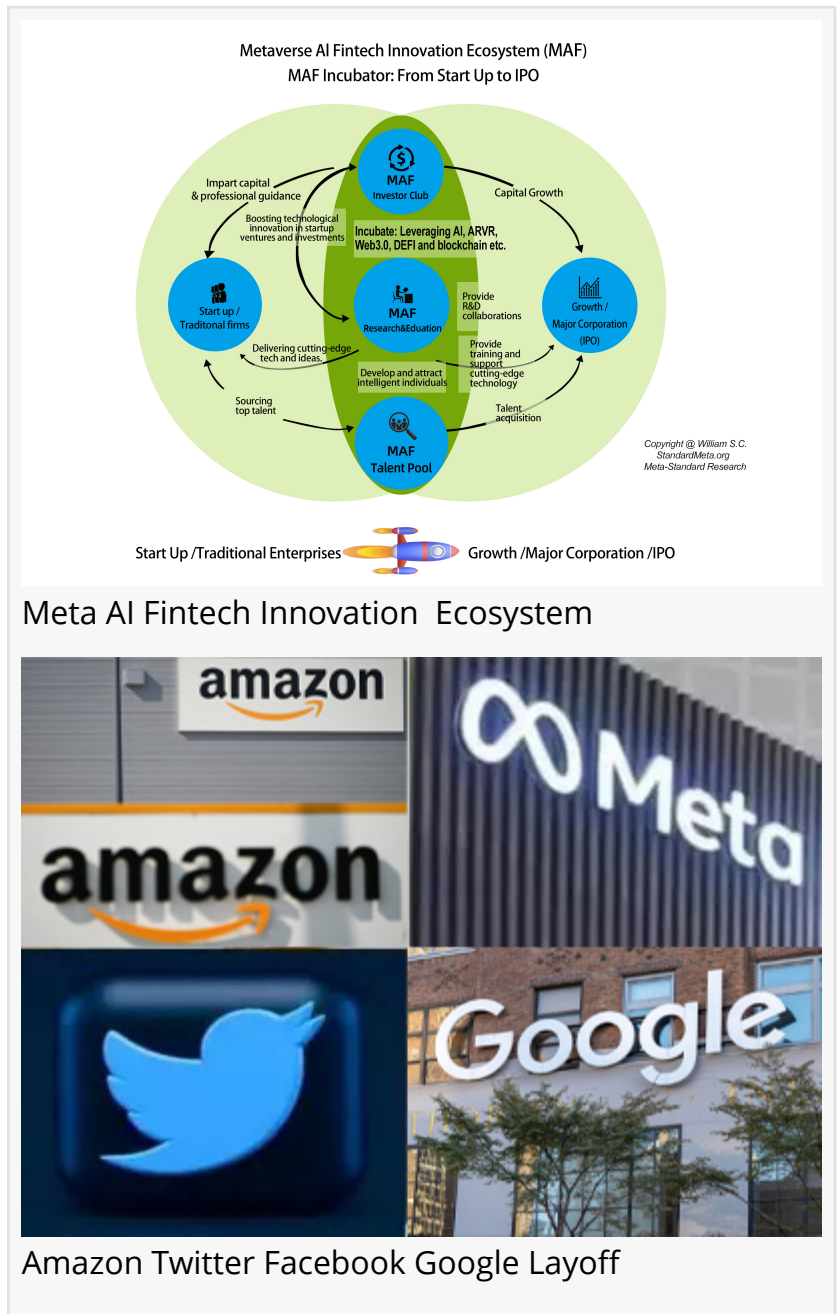 Metaverse AI Fintech Innovation Ecosystem (MAF)
MAF Incubator: From Start Up to IPO
MAF
Investor Club
Impart capital
& professional guidance
Capital Growth
Boosting technological
innovation in startup
ventures and investments
Incubate: Leveraging AI, ARVR,
Web3.0, DEFI and blockchain etc.
Start up /
Traditonal firms
MAF
Research&Eduation
Provide
R&D
collaborations
Growth /
Major Corporation
(IPO)
Delivering cutting-edge
tech and ideas.
Provide
training and
support
cutting-edge
technology
Develop and attract
intelligent individuals
Sourcing
top talent
Talent
acquisition
MAF
Talent Pool
Copyright @ William S.C.
StandardMeta.org
Meta-Standard Research
Start Up /Traditional Enterprises
Growth /Major Corporation /IPO
Meta AI Fintech Innovation Ecosystem
amazon
amazon
Meta
Google
Amazon Twitter Facebook Google Layoff